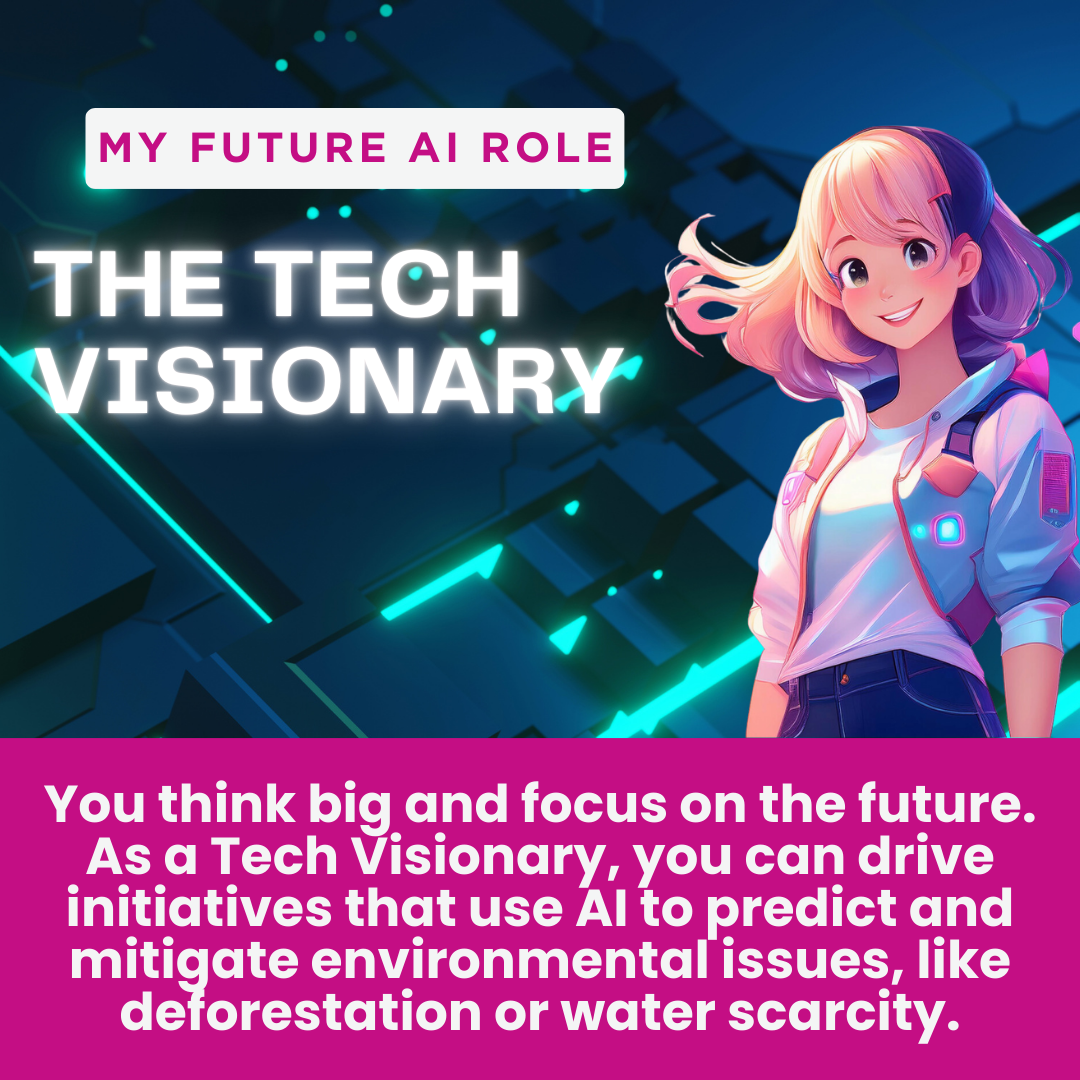 MY FUTURE AI ROLE
THE TECH
VISIONARY
You think big and focus on the future.
As a Tech Visionary, you can drive
initiatives that use AI to predict and
mitigate environmental issues, like
deforestation or water scarcity.